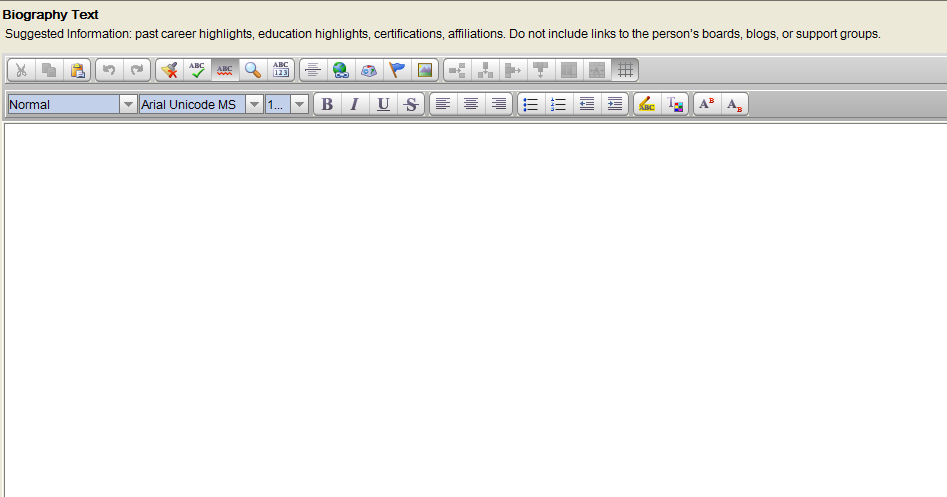 Biography Text
Suggested Information: past career highlights, education highlights, certifications, affiliations. Do not include links to the person's boards, blogs, or support groups.
ABC ABC ABC 123
Normal Arial Unicode MS 1... B I U S ABC T A B A B